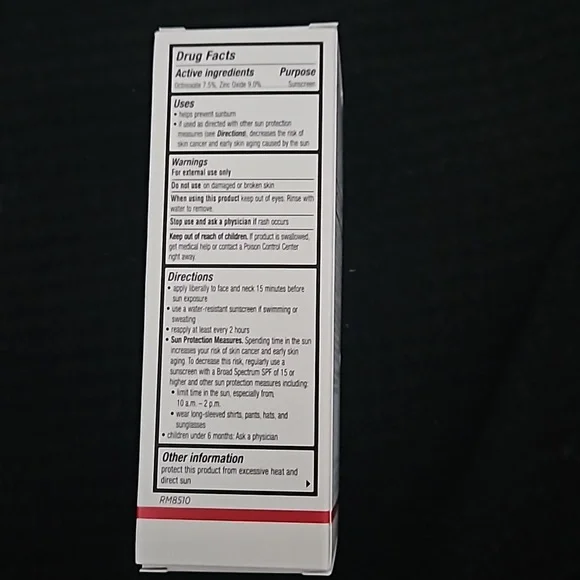 Drug Facts
Active ingredients Purpose
Octinoxate 7.5%, Zinc Oxide 9.0% Sunscreen
Uses
• helps prevent sunburn
• if used as directed with other sun protection
measures (see Directions), decreases the risk of
skin cancer and early skin aging caused by the sun
Warnings
For external use only
Do not use on damaged or broken skin
When using this product keep out of eyes. Rinse with
water to remove.
Stop use and ask a physician if rash occurs
Keep out of reach of children. If product is swallowed,
get medical help or contact a Poison Control Center
right away.
Directions
• apply liberally to face and neck 15 minutes before
sun exposure
• use a water-resistant sunscreen if swimming or
sweating
• reapply at least every 2 hours
• Sun Protection Measures. Spending time in the sun
increases your risk of skin cancer and early skin
aging. To decrease this risk, regularly use a
sunscreen with a Broad Spectrum SPF of 15 or
higher and other sun protection measures including:
• limit time in the sun, especially from
10 a.m. – 2 p.m.
• wear long-sleeved shirts, pants, hats, and
sunglasses
• children under 6 months: Ask a physician
Other information
protect this product from excessive heat and
direct sun
RM8510